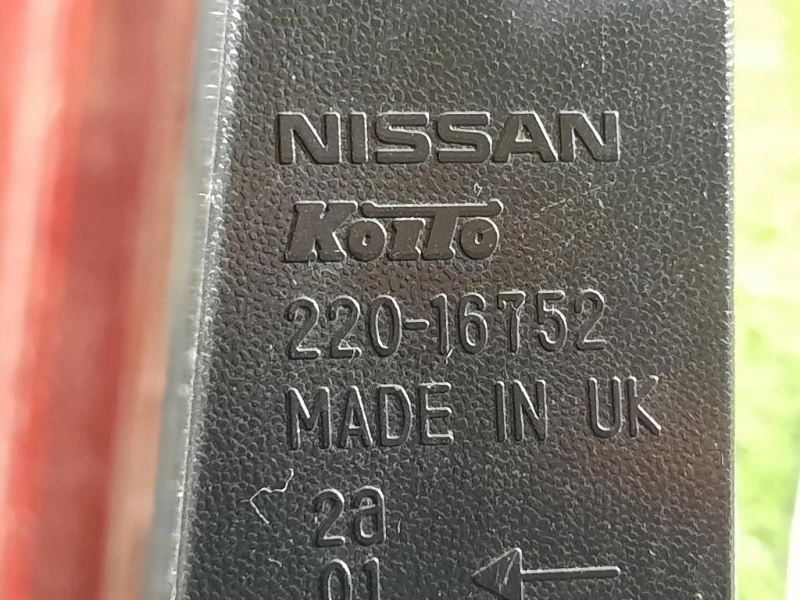 NISSAN
KoiTo
220-16752
MADE IN UK
2a
01